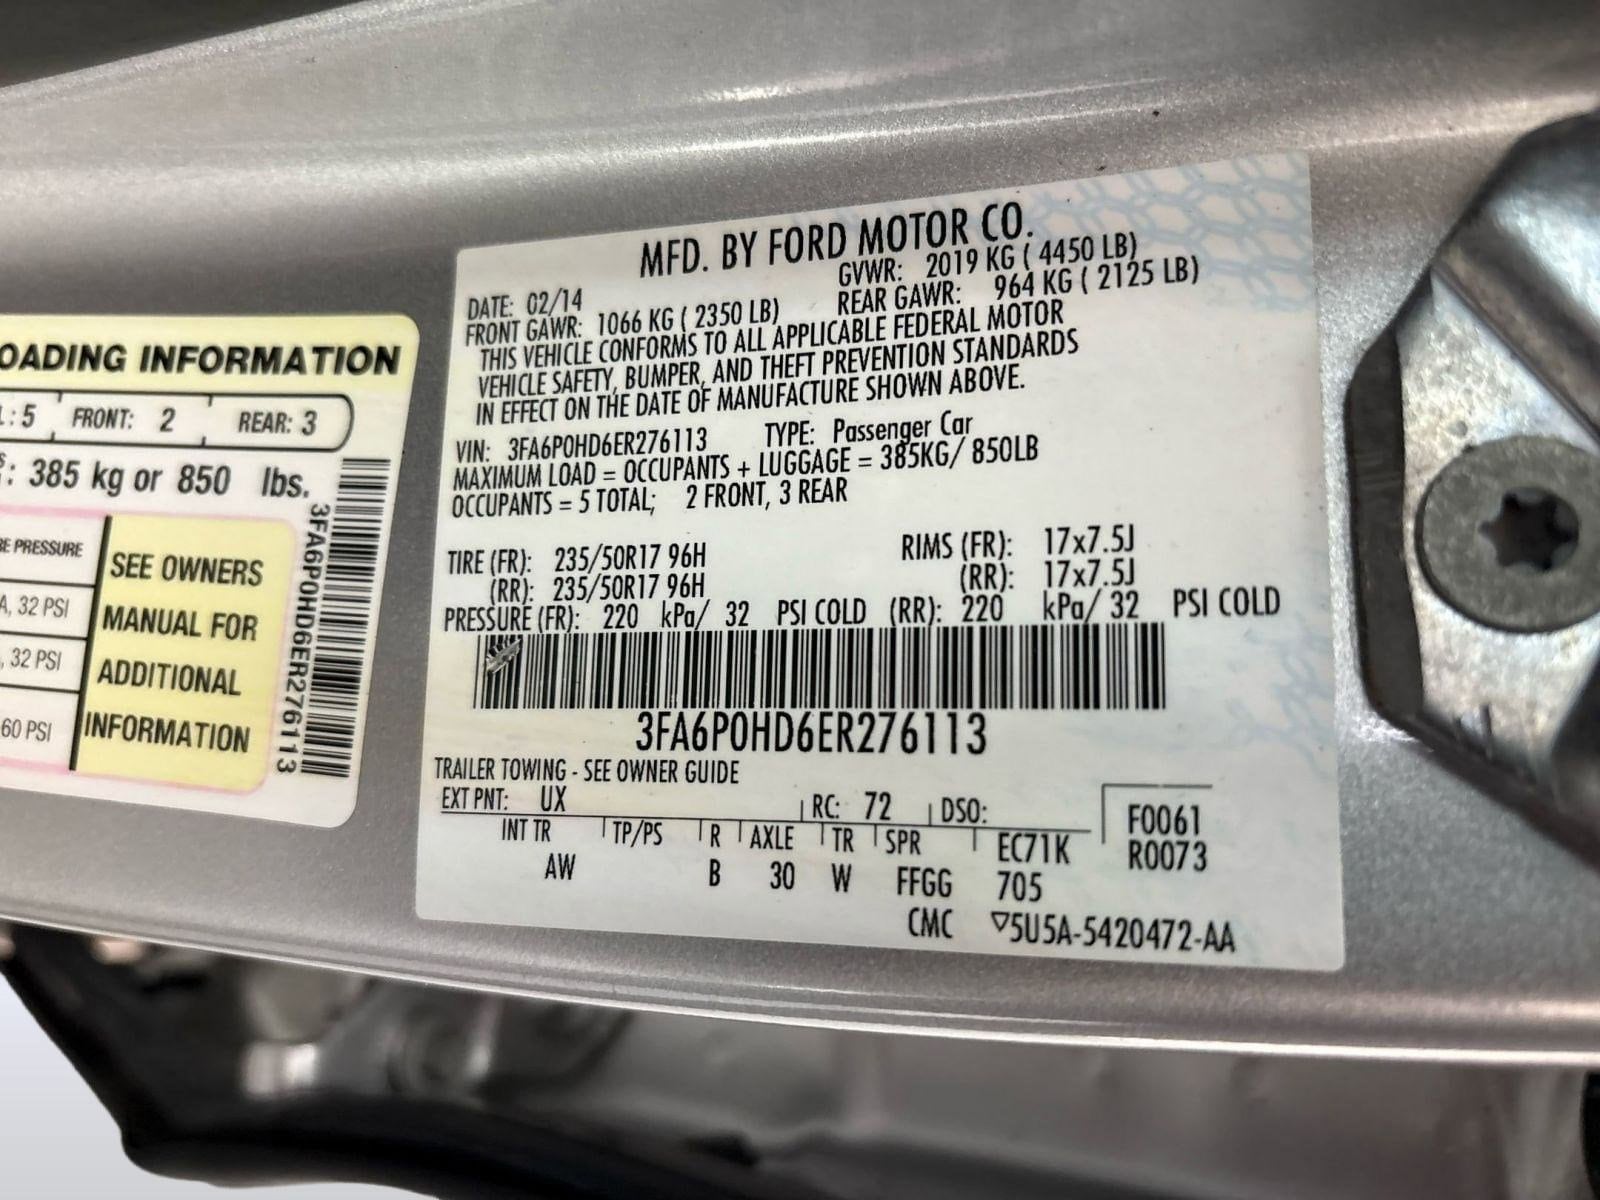 OADING INFORMATION
L: 5 FRONT: 2 REAR: 3
: 385 kg or 850 lbs.
RE PRESSURE
A, 32 PSI
, 32 PSI
60 PSI
SEE OWNERS
MANUAL FOR
ADDITIONAL
INFORMATION
3FA6P0HD6ER276113
MFD. BY FORD MOTOR CO.
DATE: 02/14 GVWR: 2019 KG ( 4450 LB)
FRONT GAWR: 1066 KG ( 2350 LB) REAR GAWR: 964 KG ( 2125 LB)
THIS VEHICLE CONFORMS TO ALL APPLICABLE FEDERAL MOTOR
VEHICLE SAFETY, BUMPER, AND THEFT PREVENTION STANDARDS
IN EFFECT ON THE DATE OF MANUFACTURE SHOWN ABOVE.
VIN: 3FA6P0HD6ER276113 TYPE: Passenger Car
MAXIMUM LOAD = OCCUPANTS + LUGGAGE = 385KG/ 850LB
OCCUPANTS = 5 TOTAL; 2 FRONT, 3 REAR
TIRE (FR): 235/50R17 96H RIMS (FR): 17x7.5J
(RR): 235/50R17 96H (RR): 17x7.5J
PRESSURE (FR): 220 kPa/ 32 PSI COLD (RR): 220 kPa/ 32 PSI COLD
3FA6P0HD6ER276113
TRAILER TOWING - SEE OWNER GUIDE
EXT PNT: UX RC: 72 DSO: F0061
INT TR TP/PS R AXLE TR SPR EC71K R0073
AW B 30 W FFGG 705
CMC ▽5U5A-5420472-AA